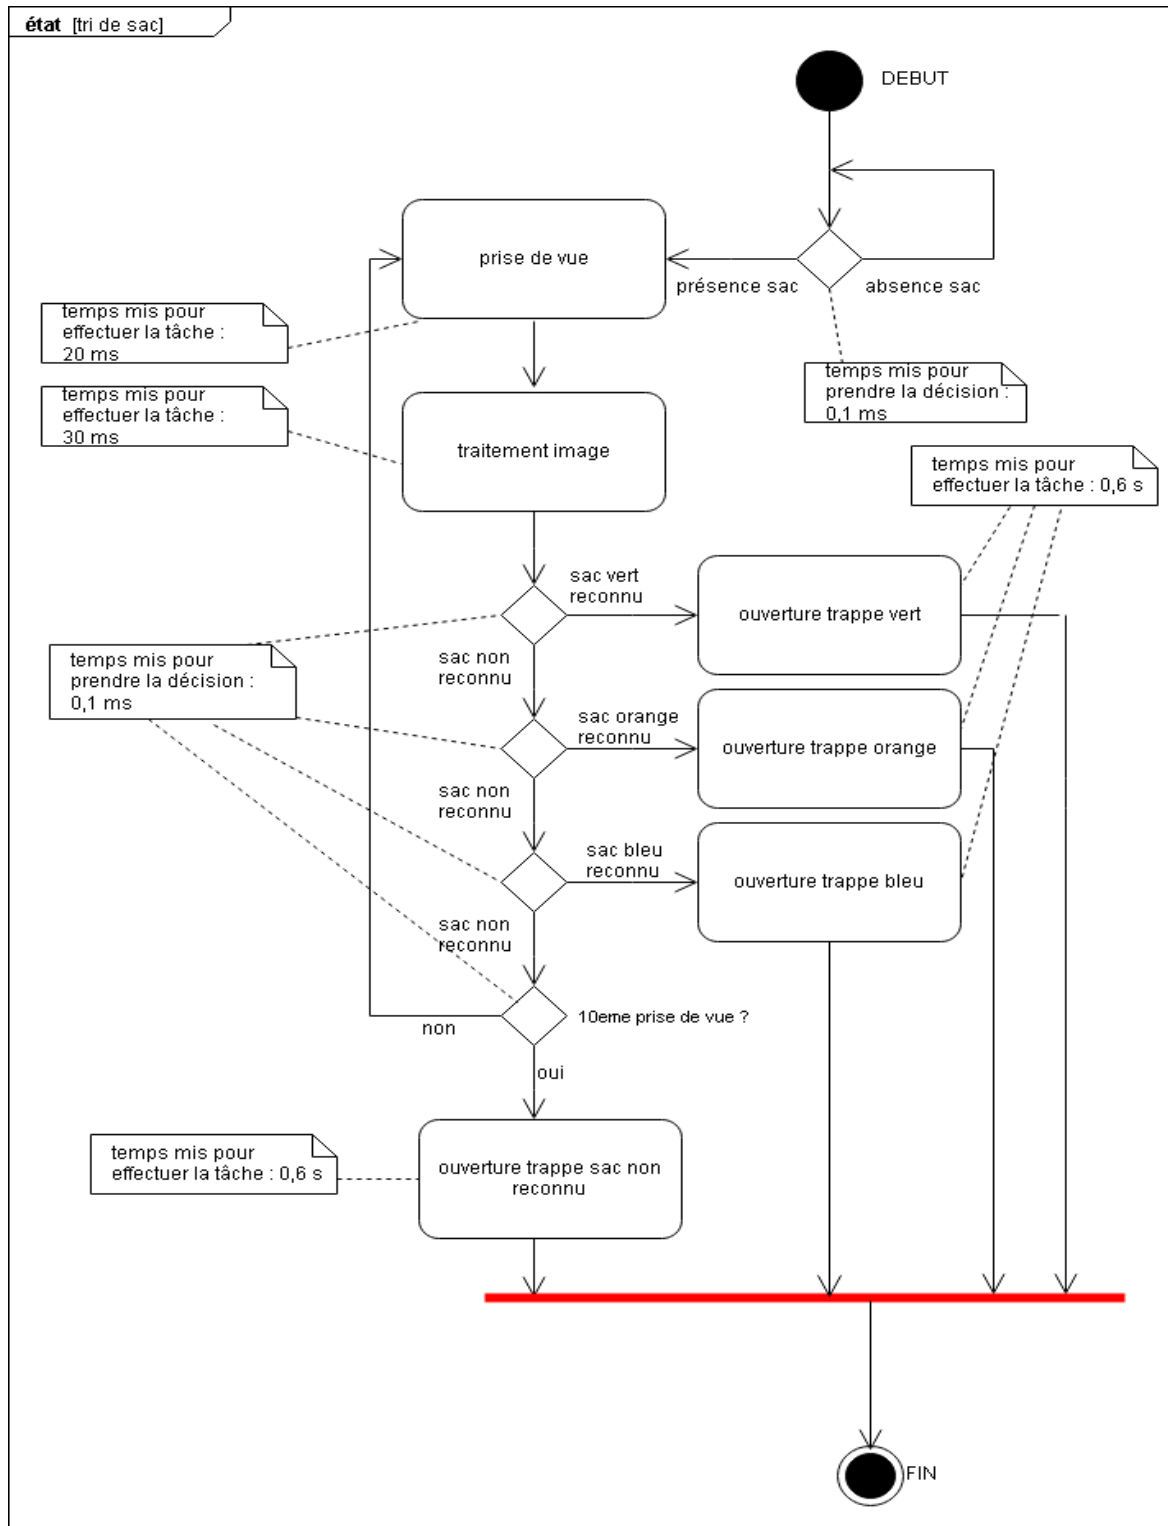 état [tri de sac]
DEBUT
prise de vue
présence sac
absence sac
temps mis pour
effectuer la tâche :
20 ms
temps mis pour
prendre la décision :
0,1 ms
temps mis pour
effectuer la tâche :
30 ms
traitement image
temps mis pour
effectuer la tâche : 0,6 s
sac vert
reconnu
ouverture trappe vert
temps mis pour
prendre la décision :
0,1 ms
sac non
reconnu
sac orange
reconnu
ouverture trappe orange
sac non
reconnu
sac bleu
reconnu
ouverture trappe bleu
sac non
reconnu
10eme prise de vue ?
non
oui
temps mis pour
effectuer la tâche : 0,6 s
ouverture trappe sac non
reconnu
FIN